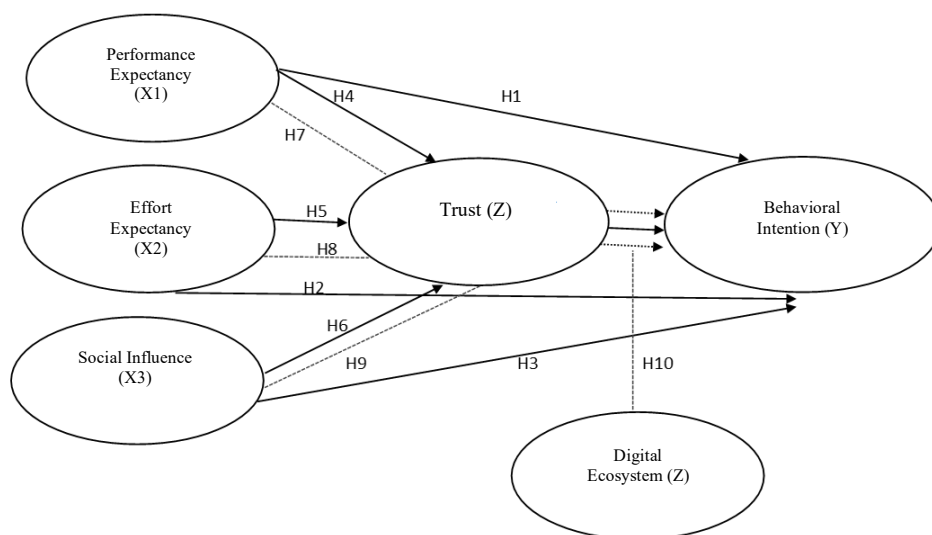 Performance
Expectancy
(X1)
H4
H1
H7
Effort
Expectancy
(X2)
H5
Trust (Z)
Behavioral
Intention (Y)
H8
H2
Social Influence
(X3)
H6
H9
H3
H10
Digital
Ecosystem (Z)